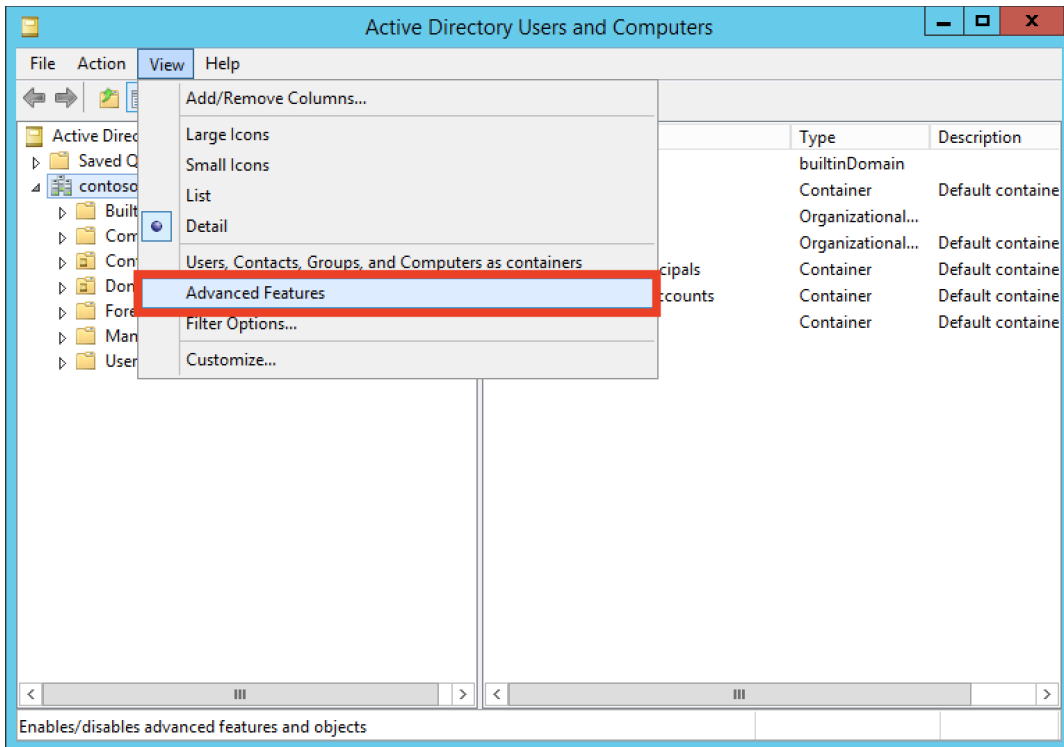 Active Directory Users and Computers
File Action View Help
Add/Remove Columns...
Large Icons
Small Icons
List
Detail
Users, Contacts, Groups, and Computers as containers
Advanced Features
Filter Options...
Customize...
Active Direc
Saved Q
contoso
Built
Com
Con
Don
Fore
Man
User
Type Description
builtinDomain
Container Default containe
Organizational...
Organizational... Default containe
cipals Container Default containe
ccounts Container Default containe
Container Default containe
Enables/disables advanced features and objects